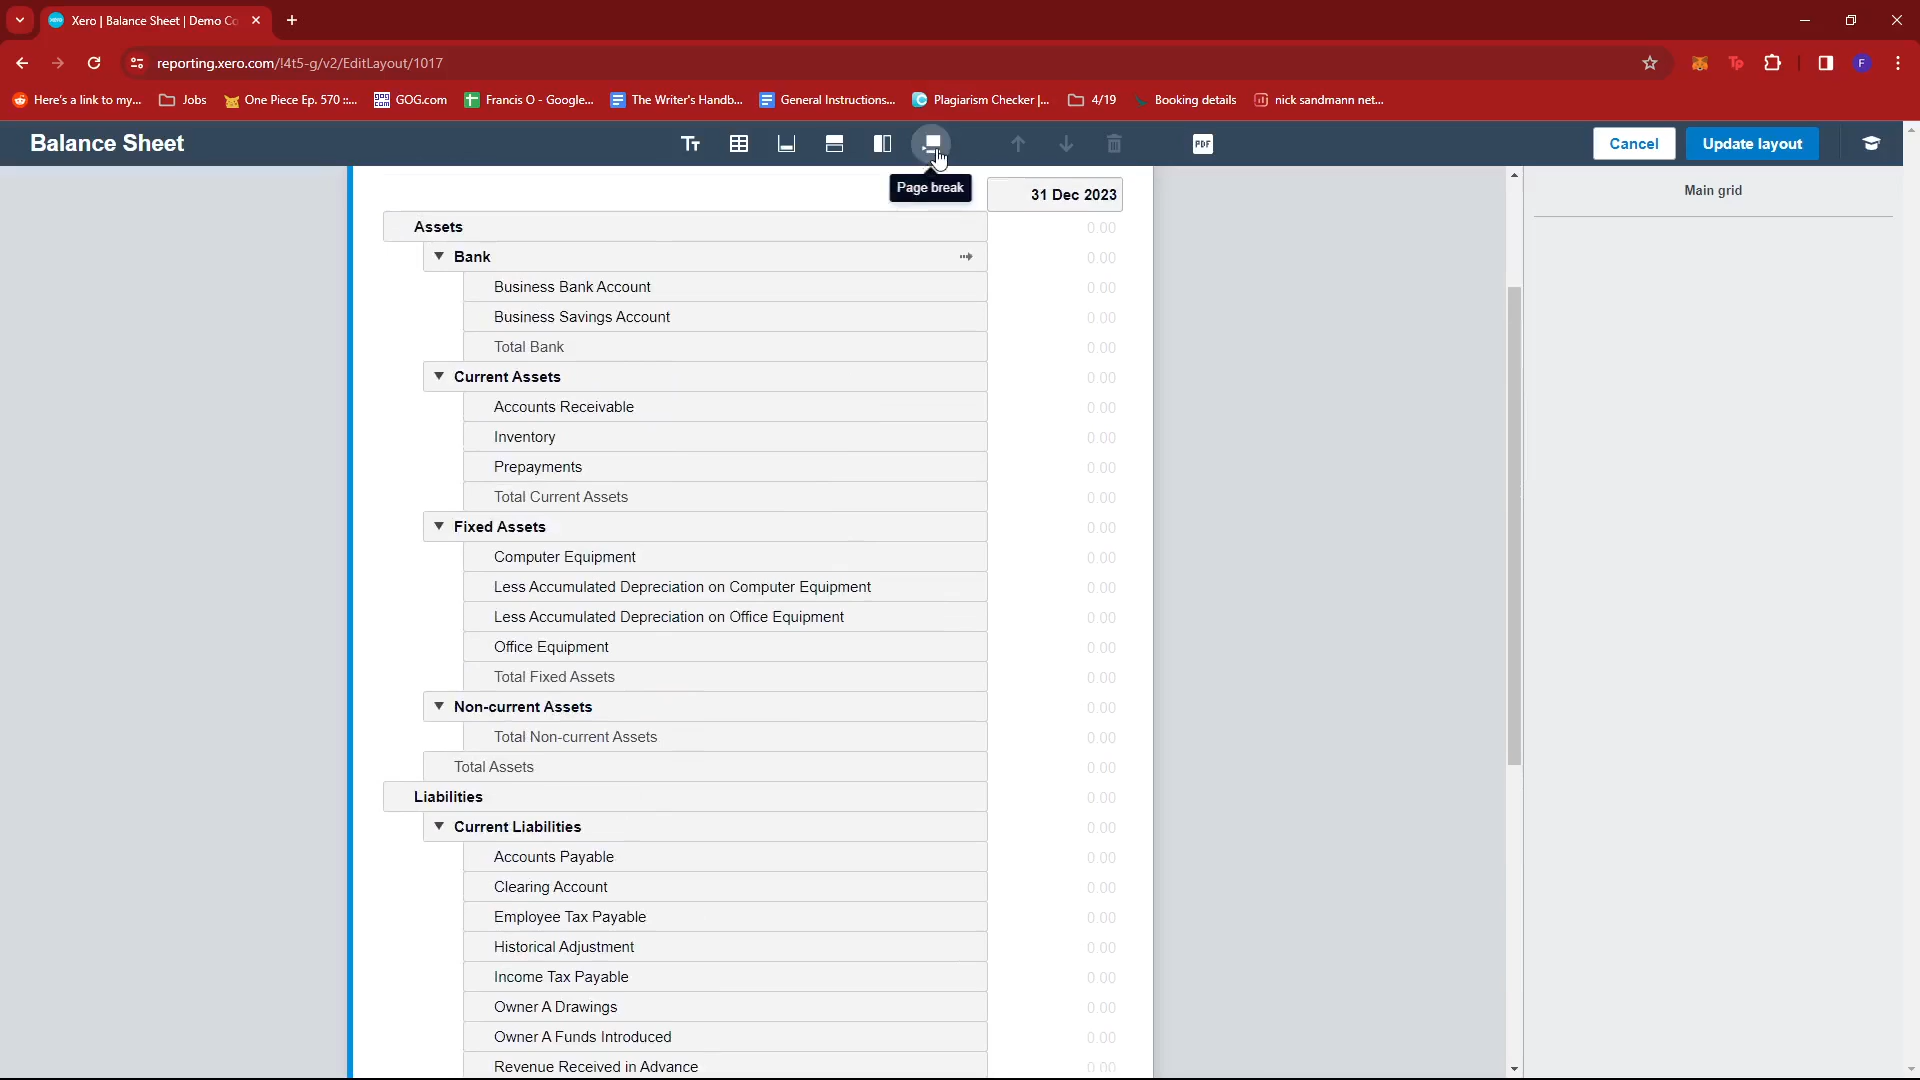 Xero | Balance Sheet | Demo Co
reporting.xero.com/!4t5-g/v2/EditLayout/1017
Here's a link to my... Jobs One Piece Ep. 570 ::... GOG.com Francis O - Google... The Writer's Handb... General Instructions... Plagiarism Checker |... 4/19 Booking details nick sandmann net...
Tp
F
Balance Sheet
Tt
PDF
Cancel
Update layout
Page break
Main grid
31 Dec 2023
Assets 0.00
Bank 0.00
Business Bank Account 0.00
Business Savings Account 0.00
Total Bank 0.00
Current Assets 0.00
Accounts Receivable 0.00
Inventory 0.00
Prepayments 0.00
Total Current Assets 0.00
Fixed Assets 0.00
Computer Equipment 0.00
Less Accumulated Depreciation on Computer Equipment 0.00
Less Accumulated Depreciation on Office Equipment 0.00
Office Equipment 0.00
Total Fixed Assets 0.00
Non-current Assets 0.00
Total Non-current Assets 0.00
Total Assets 0.00
Liabilities 0.00
Current Liabilities 0.00
Accounts Payable 0.00
Clearing Account 0.00
Employee Tax Payable 0.00
Historical Adjustment 0.00
Income Tax Payable 0.00
Owner A Drawings 0.00
Owner A Funds Introduced 0.00
Revenue Received in Advance 0.00